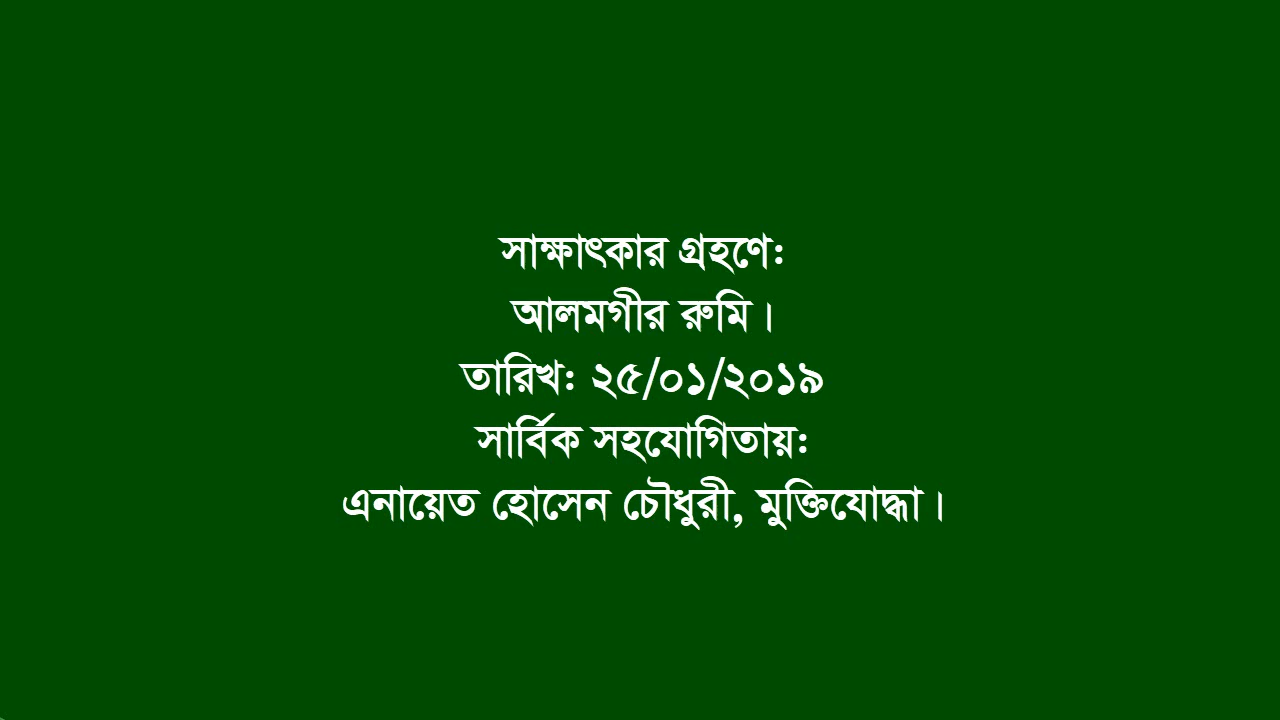 সাক্ষাৎকার গ্রহণে:
আলমগীর রুমি।
তারিখ: ২৫/০১/২০১৯
সার্বিক সহযোগিতায়:
এনায়েত হোসেন চৌধুরী, মুক্তিযোদ্ধা।